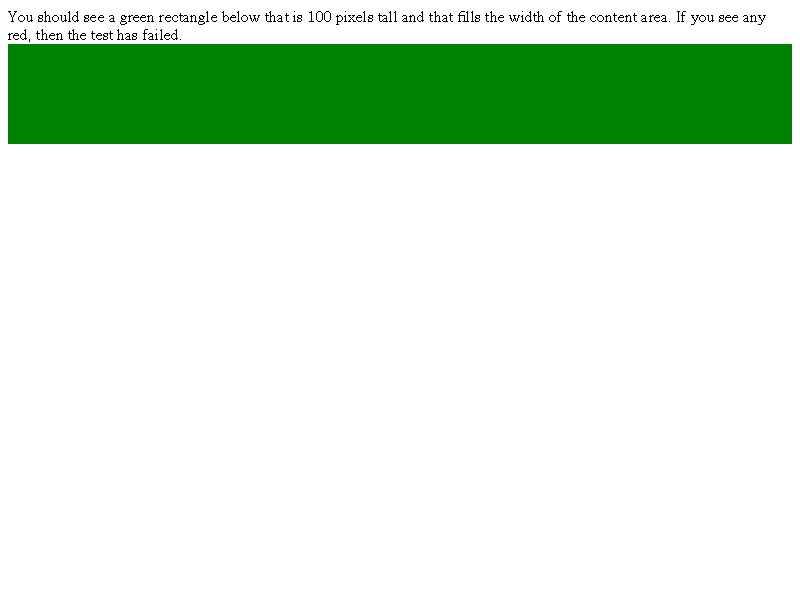 You should see a green rectangle below that is 100 pixels tall and that fills the width of the content area. If you see any
red, then the test has failed.